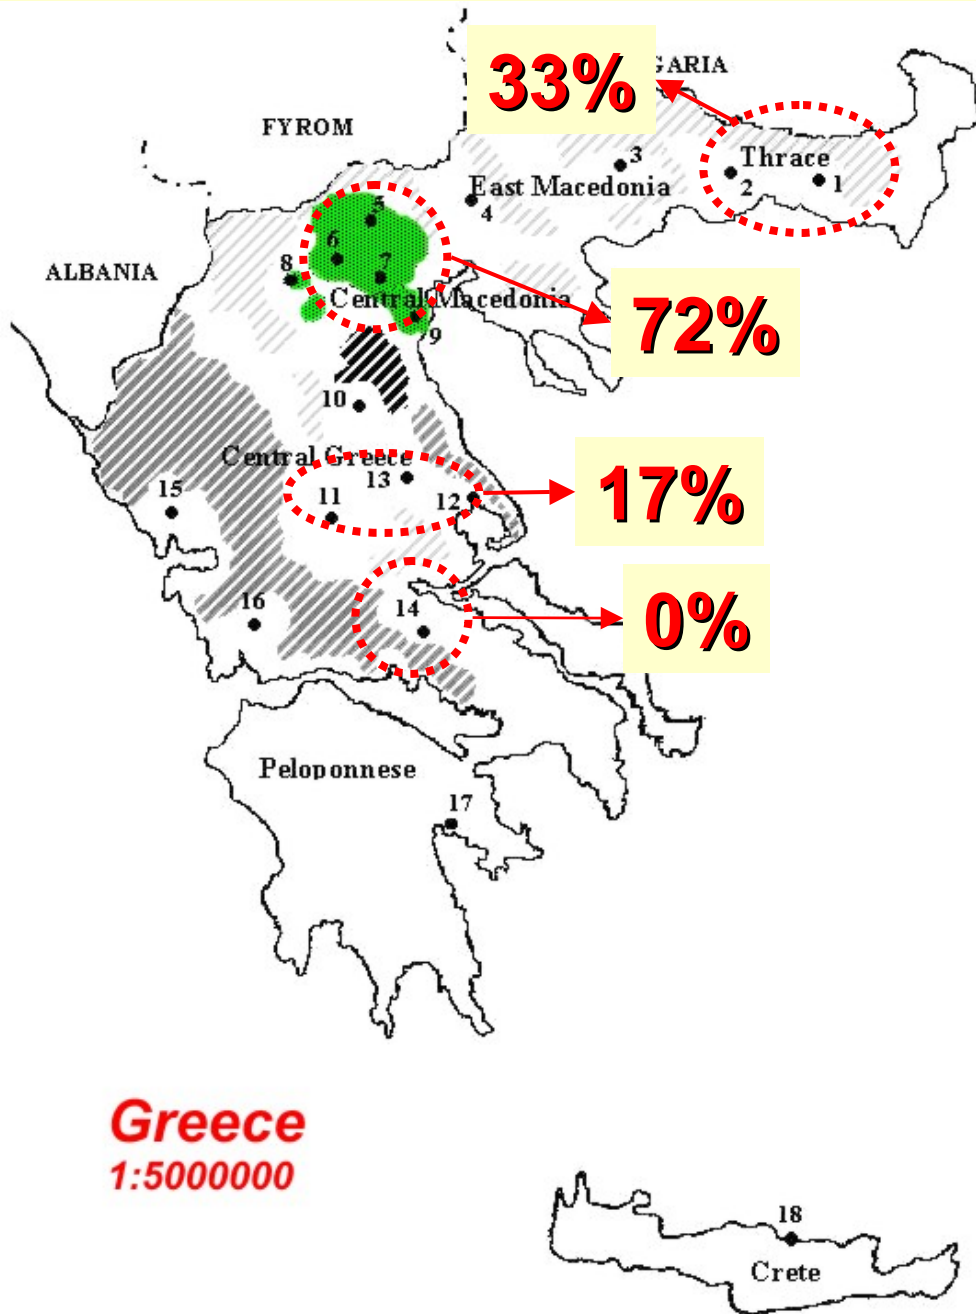 33%
GARIA
FYROM
3
Thrace
East Macedonia
2
1
4
5
6
ALBANIA
8
7
Central Macedonia
9
72%
10
Central Greece
13
15
11
12
17%
16
14
0%
Peloponnese
17
Greece
1:5000000
18
Crete